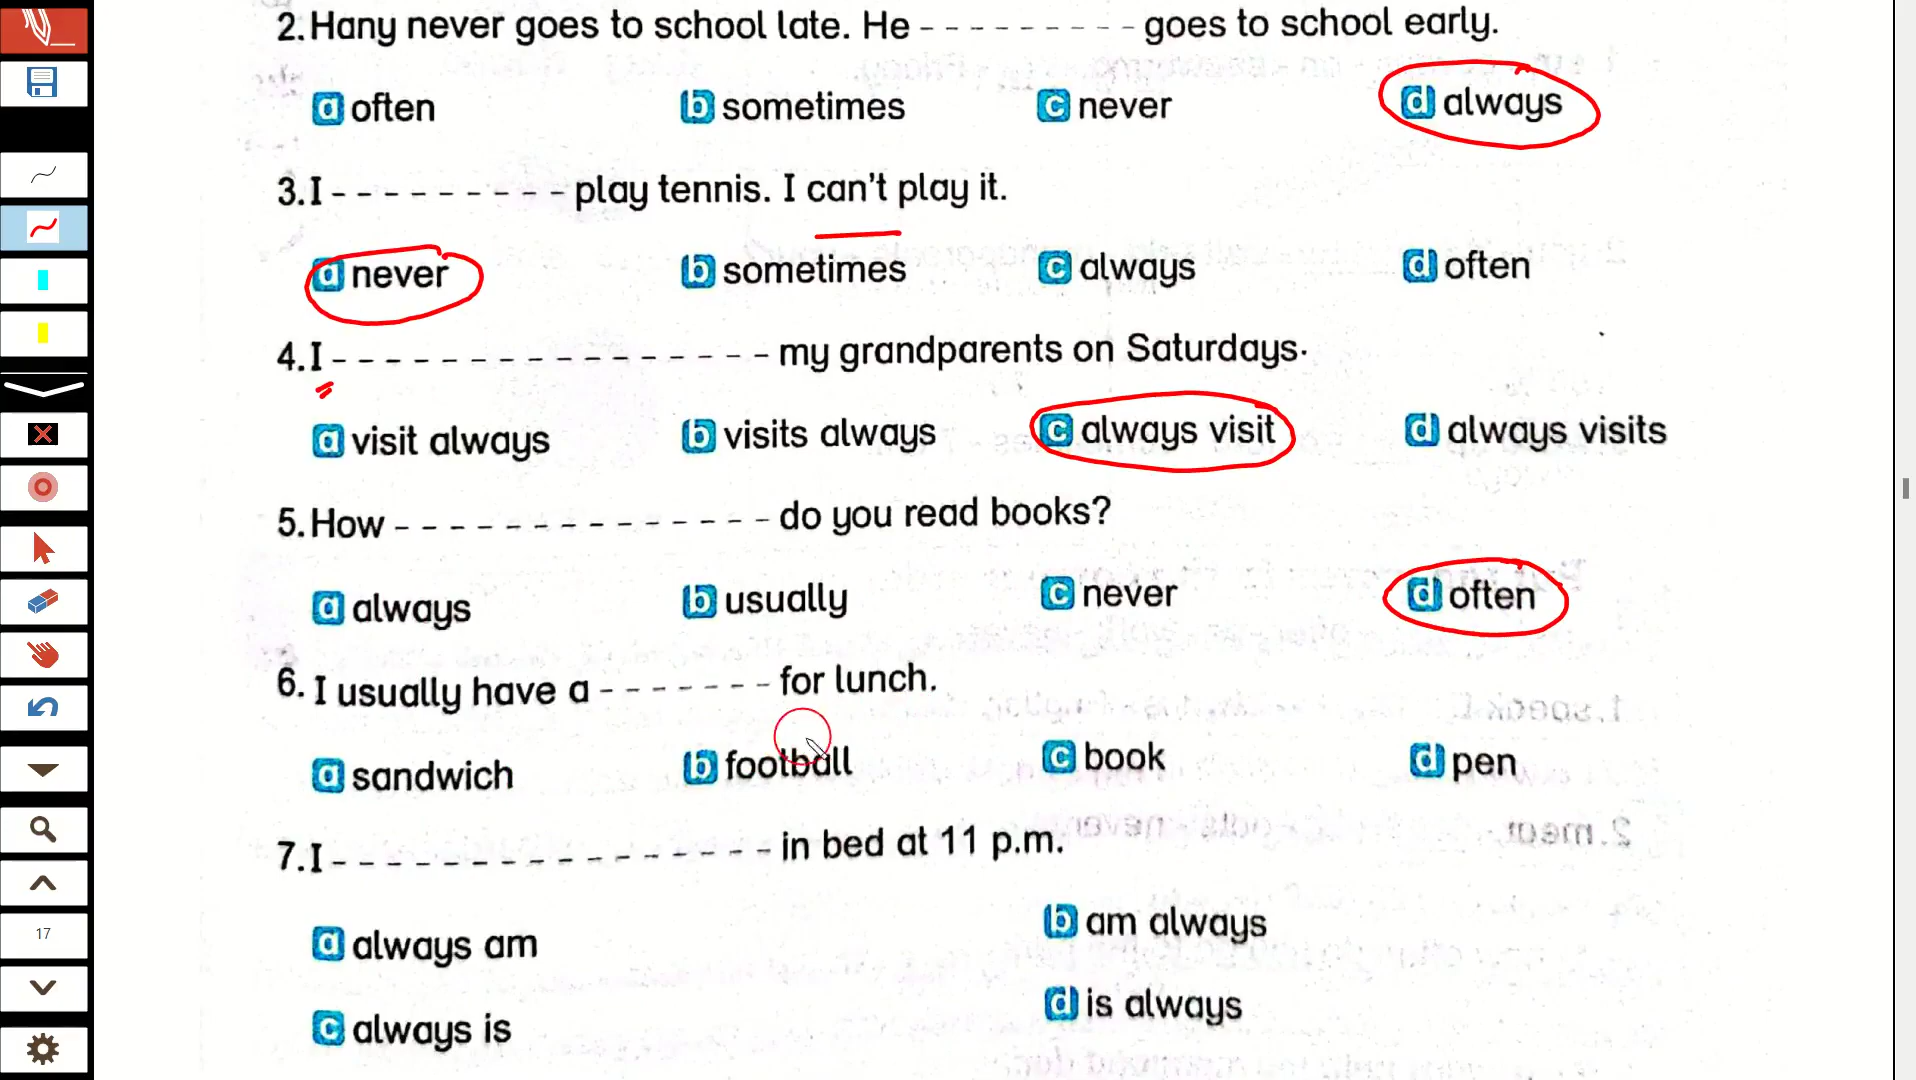 2. Hany never goes to school late. He --------- goes to school early.
a often b sometimes c never d always
3. I --------- play tennis. I can't play it.
a never b sometimes c always d often
4. I ---------------- my grandparents on Saturdays.
a visit always b visits always c always visit d always visits
5. How -------------- do you read books?
a always b usually c never d often
6. I usually have a ------- for lunch.
a sandwich b football c book d pen
7. I ---------------- in bed at 11 p.m.
a always am b am always
c always is d is always
17